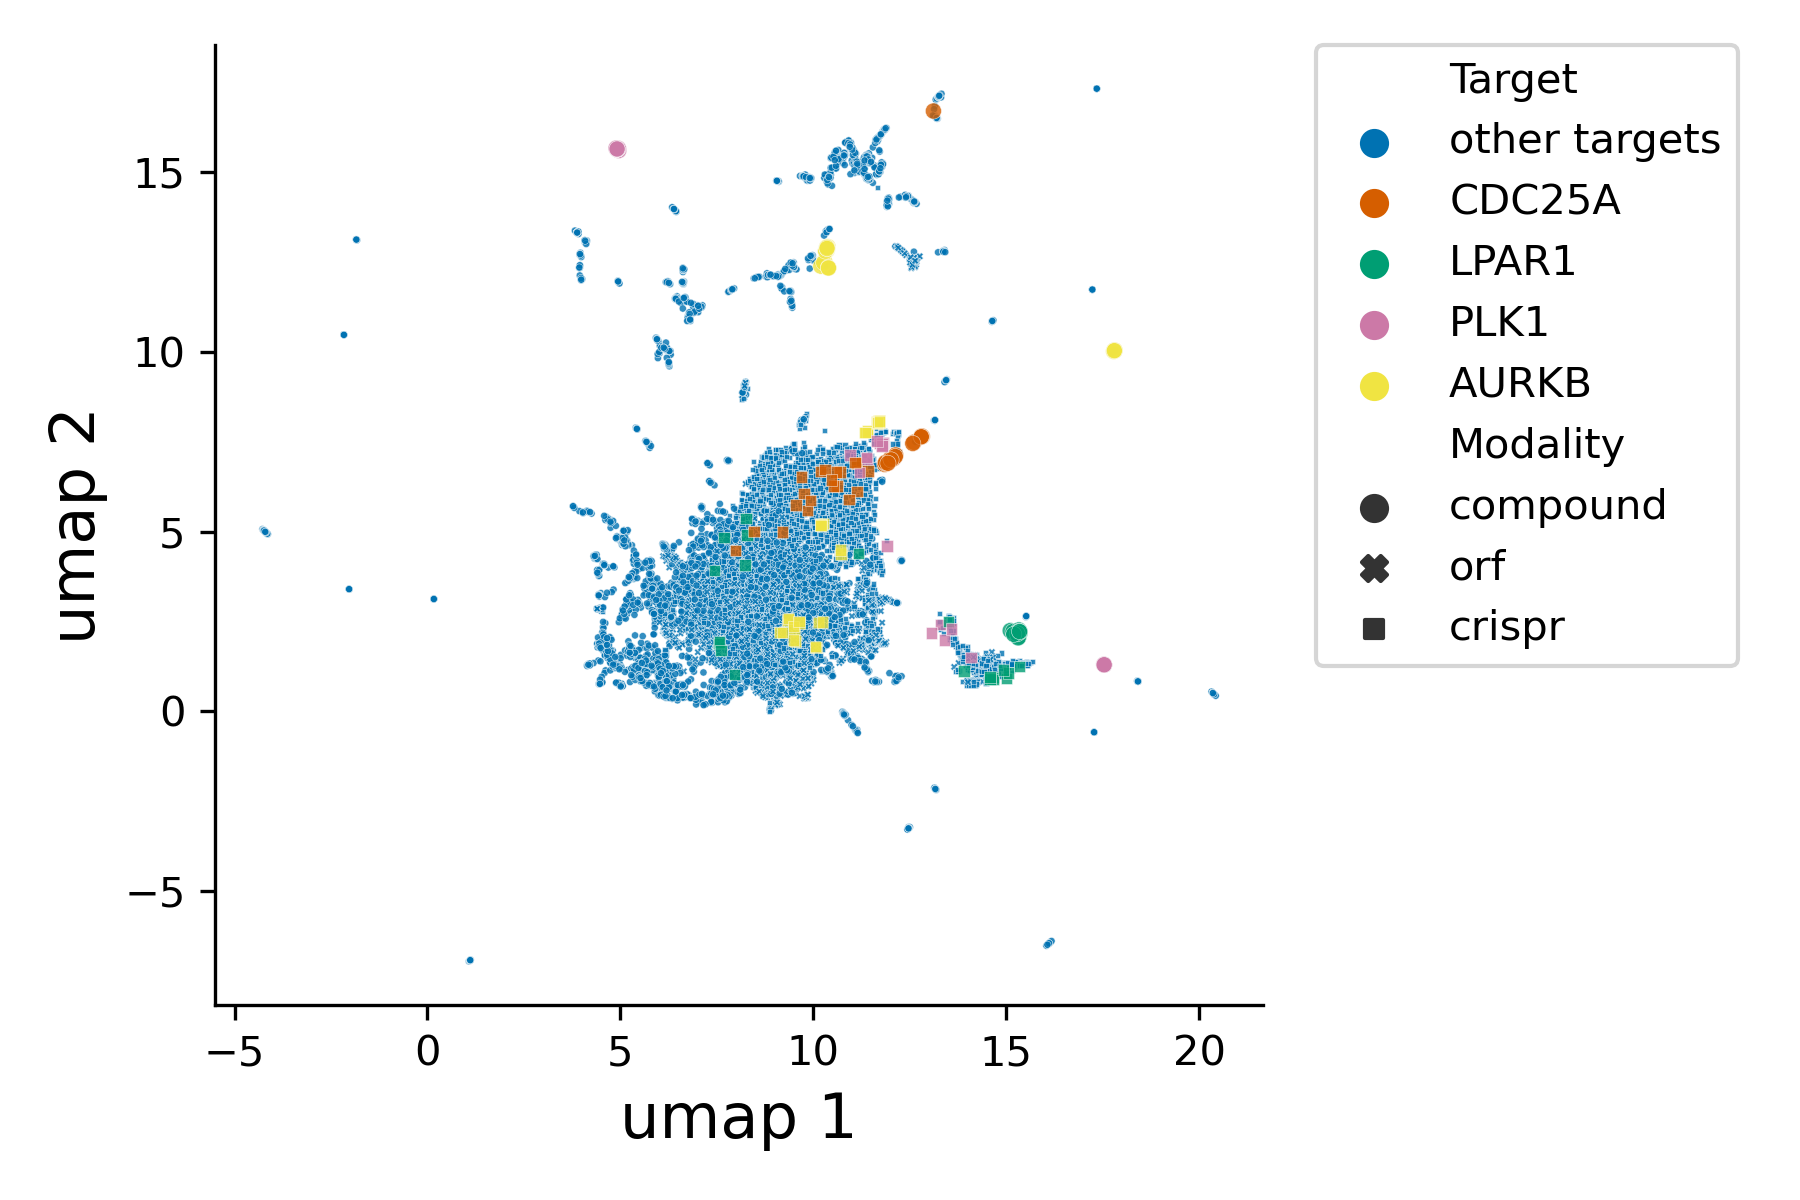 Target
other targets
CDC25A
LPAR1
PLK1
AURKB
Modality
compound
orf
crispr
15
10
5
0
−5
umap 2
−5 0 5 10 15 20
umap 1